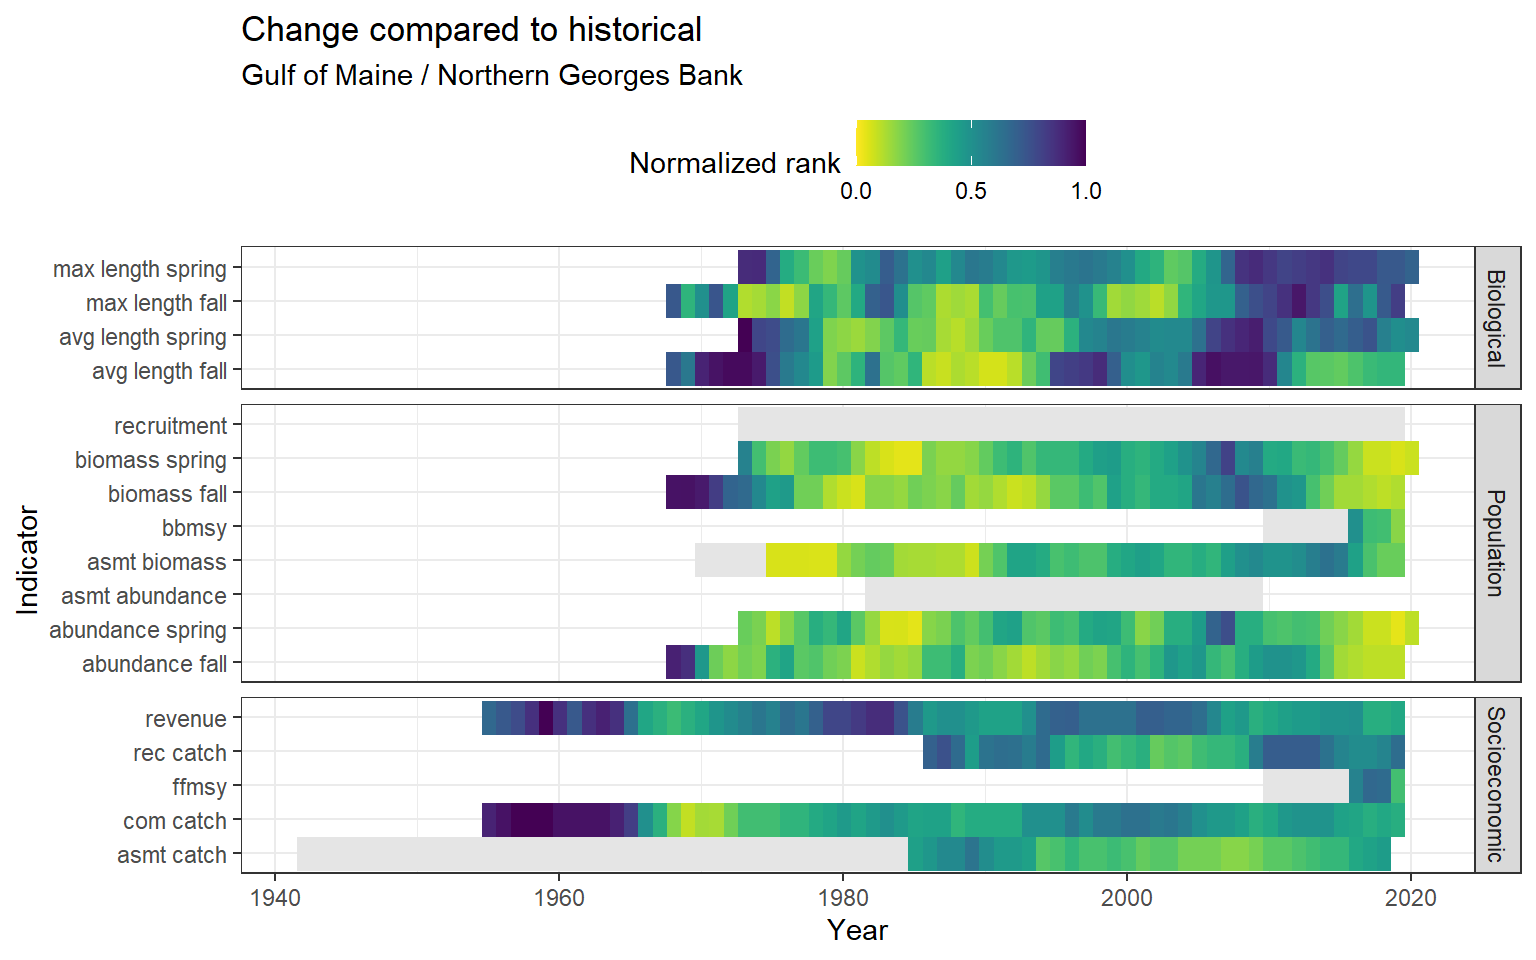 Change compared to historical
Gulf of Maine / Northern Georges Bank
Normalized rank
0.0 0.5 1.0
max length spring
max length fall
avg length spring
avg length fall
Biological
recruitment
biomass spring
biomass fall
bbmsy
asmt biomass
asmt abundance
abundance spring
abundance fall
Population
revenue
rec catch
ffmsy
com catch
asmt catch
Socioeconomic
Indicator
1940 1960 1980 2000 2020
Year